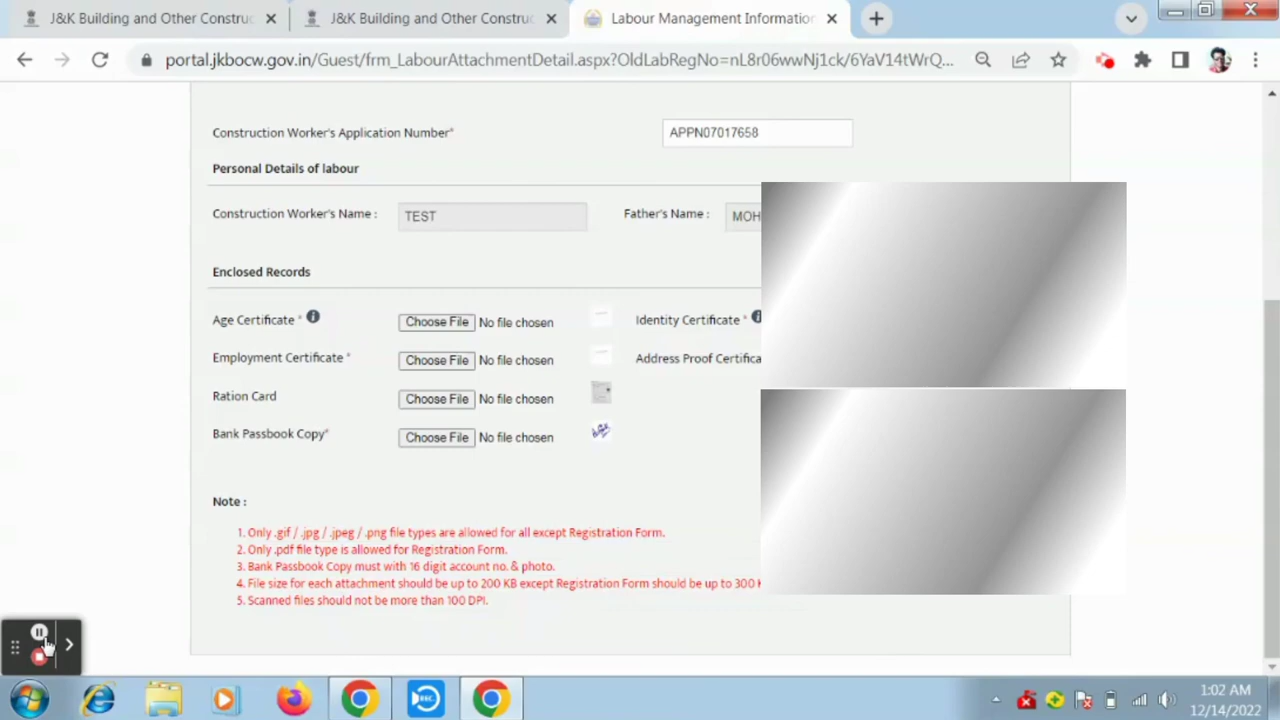 J&K Building and Other Construc
J&K Building and Other Construc
Labour Management Information
portal.jkbocw.gov.in/Guest/frm_LabourAttachmentDetail.aspx?OldLabRegNo=nL8r06wwNj1ck/6YaV14tWrQ...
Construction Worker's Application Number* APPN07017658
Personal Details of labour
Construction Worker's Name : TEST Father's Name : MOH
Enclosed Records
Age Certificate * Choose File No file chosen Identity Certificate *
Employment Certificate * Choose File No file chosen Address Proof Certifica
Ration Card Choose File No file chosen
Bank Passbook Copy* Choose File No file chosen
Note :
1. Only .gif / .jpg / .jpeg / .png file types are allowed for all except Registration Form.
2. Only .pdf file type is allowed for Registration Form.
3. Bank Passbook Copy must with 16 digit account no. & photo.
4. File size for each attachment should be up to 200 KB except Registration Form should be up to 300 K
5. Scanned files should not be more than 100 DPI.
REC
1:02 AM
12/14/2022